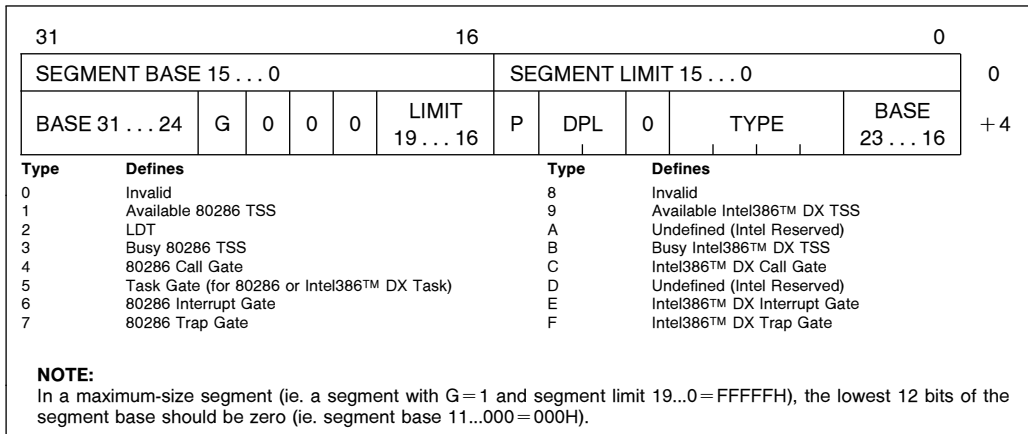 31 16 0
SEGMENT BASE 15 . . . 0 SEGMENT LIMIT 15 . . . 0 0
BASE 31 . . . 24 G 0 0 0 LIMIT 19 . . . 16 P DPL 0 TYPE BASE 23 . . . 16 +4
Type Defines Type Defines
0 Invalid 8 Invalid
1 Available 80286 TSS 9 Available Intel386™ DX TSS
2 LDT A Undefined (Intel Reserved)
3 Busy 80286 TSS B Busy Intel386™ DX TSS
4 80286 Call Gate C Intel386™ DX Call Gate
5 Task Gate (for 80286 or Intel386™ DX Task) D Undefined (Intel Reserved)
6 80286 Interrupt Gate E Intel386™ DX Interrupt Gate
7 80286 Trap Gate F Intel386™ DX Trap Gate
NOTE:
In a maximum-size segment (ie. a segment with G=1 and segment limit 19...0=FFFFFH), the lowest 12 bits of the
segment base should be zero (ie. segment base 11...000=000H).